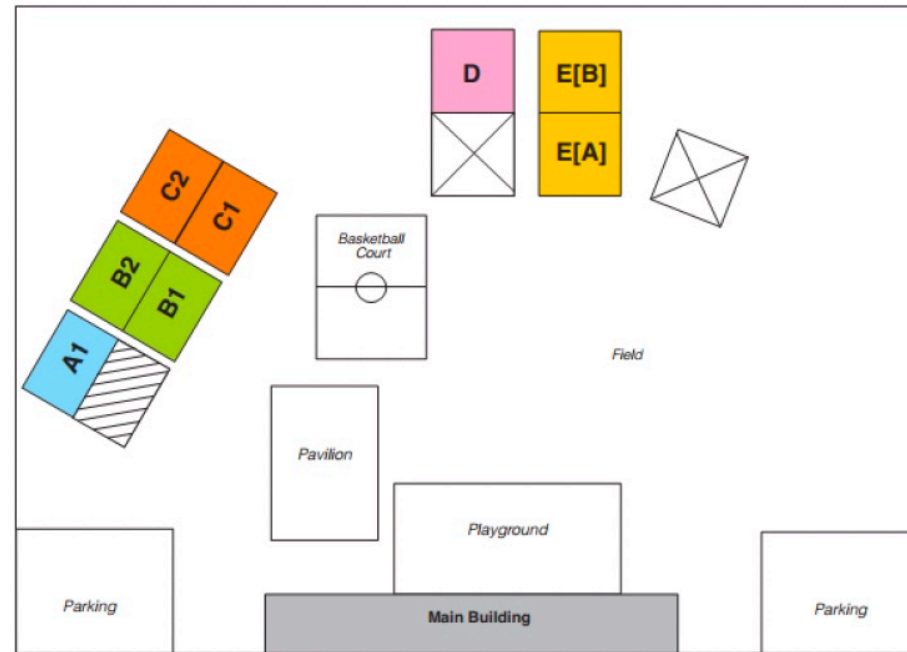 D
E[B]
E[A]
C2
C1
B2
B1
A1
Basketball
Court
Field
Pavilion
Playground
Parking
Main Building
Parking